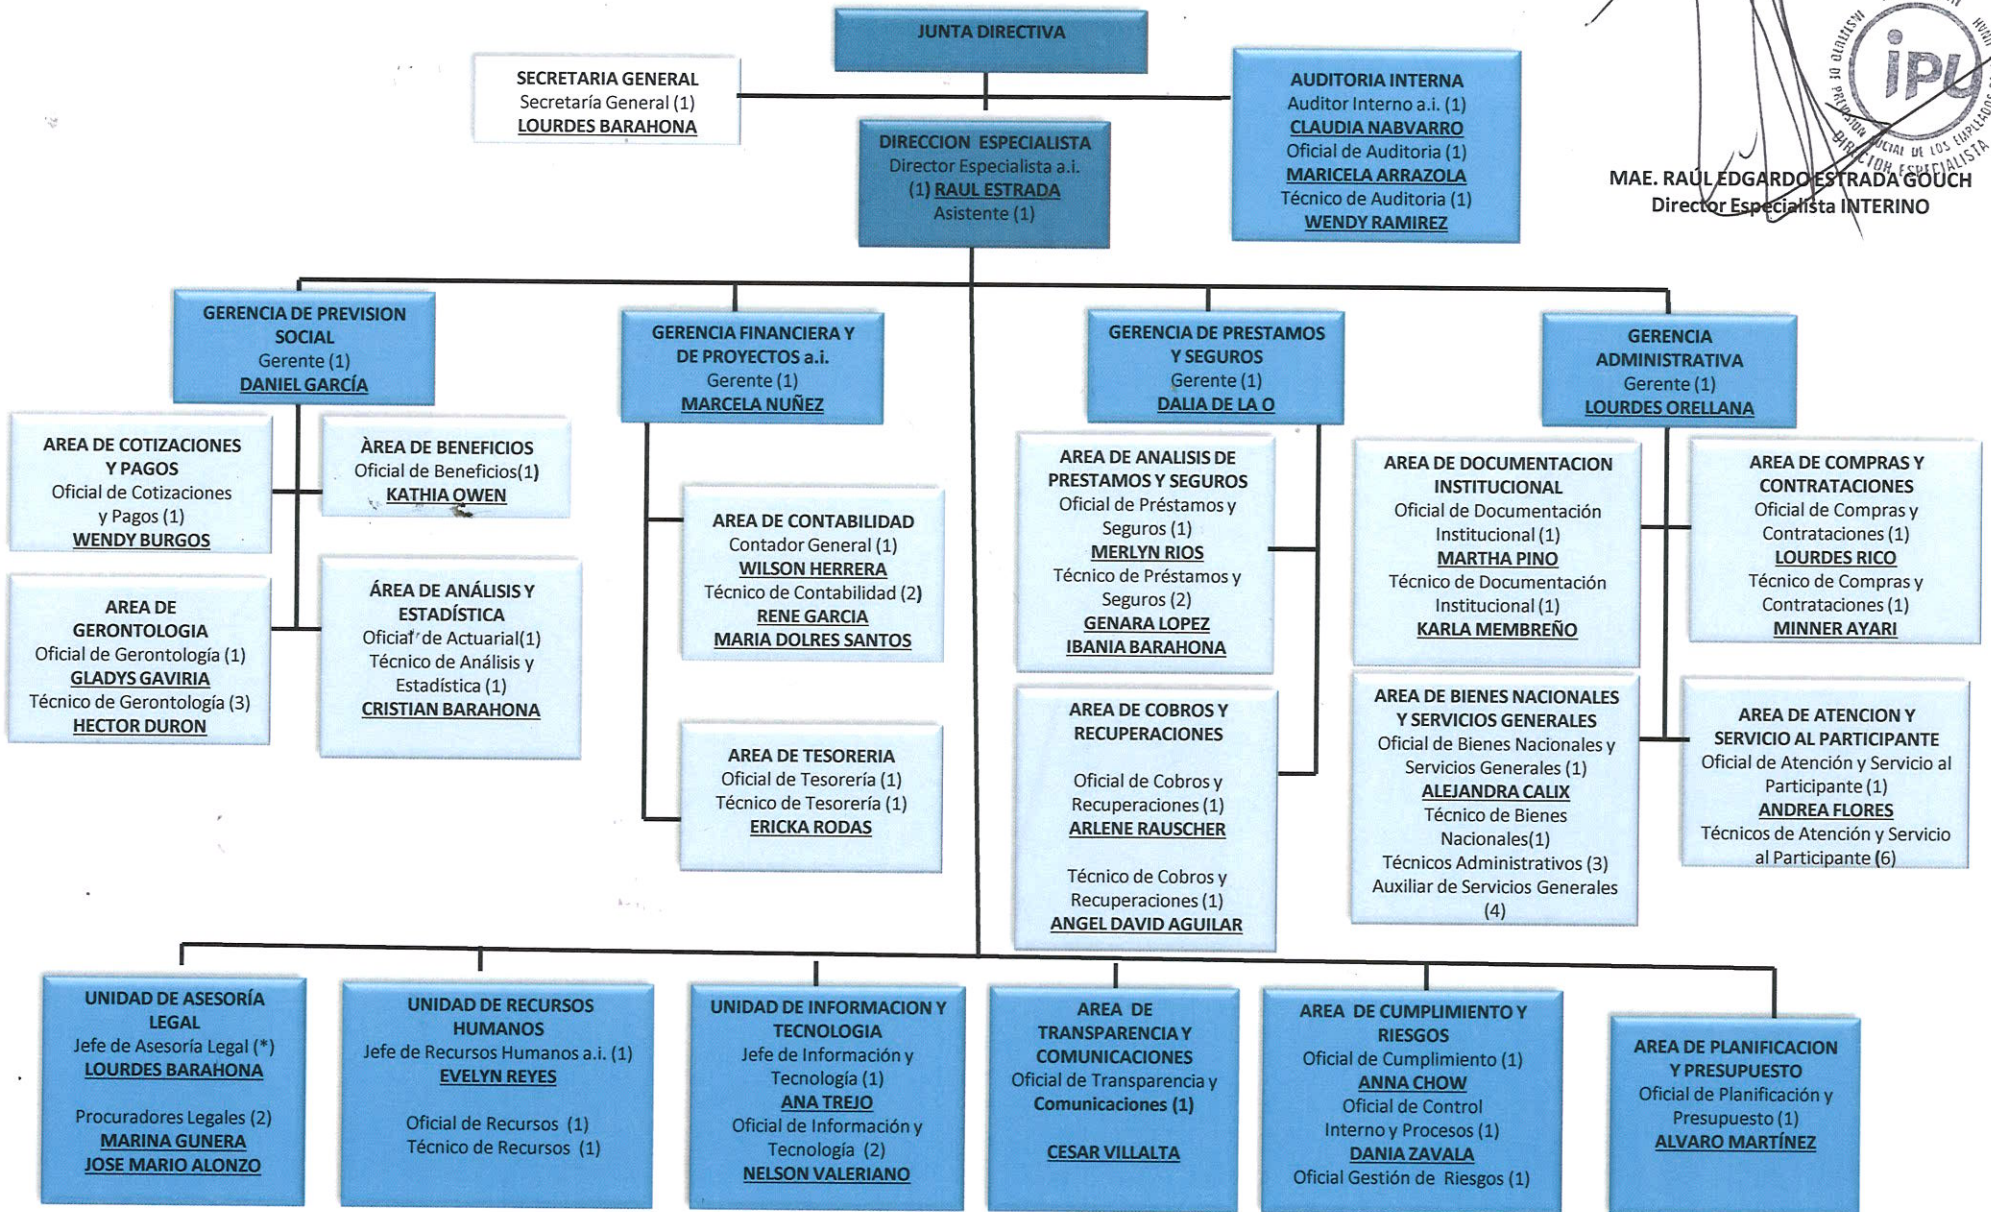 JUNTA DIRECTIVA
SECRETARIA GENERAL
Secretaría General (1)
LOURDES BARAHONA
AUDITORIA INTERNA
Auditor Interno a.i. (1)
CLAUDIA NABVARRO
Oficial de Auditoria (1)
MARICELA ARRAZOLA
Técnico de Auditoria (1)
WENDY RAMIREZ
DIRECCION ESPECIALISTA
Director Especialista a.i.
(1) RAUL ESTRADA
Asistente (1)
iPU
PREVISION SOCIAL DE LOS EMPLEADOS
DIRECTOR ESPECIALISTA
MAE. RAÚL EDGARDO ESTRADA GOUCH
Director Especialista INTERINO
GERENCIA DE PREVISION
SOCIAL
Gerente (1)
DANIEL GARCÍA
GERENCIA FINANCIERA Y
DE PROYECTOS a.i.
Gerente (1)
MARCELA NUÑEZ
GERENCIA DE PRESTAMOS
Y SEGUROS
Gerente (1)
DALIA DE LA O
GERENCIA
ADMINISTRATIVA
Gerente (1)
LOURDES ORELLANA
AREA DE COTIZACIONES
Y PAGOS
Oficial de Cotizaciones
y Pagos (1)
WENDY BURGOS
ÀREA DE BENEFICIOS
Oficial de Beneficios(1)
KATHIA OWEN
AREA DE
GERONTOLOGIA
Oficial de Gerontología (1)
GLADYS GAVIRIA
Técnico de Gerontología (3)
HECTOR DURON
ÁREA DE ANÁLISIS Y
ESTADÍSTICA
Oficial de Actuarial(1)
Técnico de Análisis y
Estadística (1)
CRISTIAN BARAHONA
AREA DE CONTABILIDAD
Contador General (1)
WILSON HERRERA
Técnico de Contabilidad (2)
RENE GARCIA
MARIA DOLRES SANTOS
AREA DE TESORERIA
Oficial de Tesorería (1)
Técnico de Tesorería (1)
ERICKA RODAS
AREA DE ANALISIS DE
PRESTAMOS Y SEGUROS
Oficial de Préstamos y
Seguros (1)
MERLYN RIOS
Técnico de Préstamos y
Seguros (2)
GENARA LOPEZ
IBANIA BARAHONA
AREA DE COBROS Y
RECUPERACIONES
Oficial de Cobros y
Recuperaciones (1)
ARLENE RAUSCHER
Técnico de Cobros y
Recuperaciones (1)
ANGEL DAVID AGUILAR
AREA DE DOCUMENTACION
INSTITUCIONAL
Oficial de Documentación
Institucional (1)
MARTHA PINO
Técnico de Documentación
Institucional (1)
KARLA MEMBREÑO
AREA DE COMPRAS Y
CONTRATACIONES
Oficial de Compras y
Contrataciones (1)
LOURDES RICO
Técnico de Compras y
Contrataciones (1)
MINNER AYARI
AREA DE BIENES NACIONALES
Y SERVICIOS GENERALES
Oficial de Bienes Nacionales y
Servicios Generales (1)
ALEJANDRA CALIX
Técnico de Bienes
Nacionales(1)
Técnicos Administrativos (3)
Auxiliar de Servicios Generales
(4)
AREA DE ATENCION Y
SERVICIO AL PARTICIPANTE
Oficial de Atención y Servicio al
Participante (1)
ANDREA FLORES
Técnicos de Atención y Servicio
al Participante (6)
UNIDAD DE ASESORÍA
LEGAL
Jefe de Asesoría Legal (*)
LOURDES BARAHONA
Procuradores Legales (2)
MARINA GUNERA
JOSE MARIO ALONZO
UNIDAD DE RECURSOS
HUMANOS
Jefe de Recursos Humanos a.i. (1)
EVELYN REYES
Oficial de Recursos (1)
Técnico de Recursos (1)
UNIDAD DE INFORMACION Y
TECNOLOGIA
Jefe de Información y
Tecnología (1)
ANA TREJO
Oficial de Información y
Tecnología (2)
NELSON VALERIANO
AREA DE
TRANSPARENCIA Y
COMUNICACIONES
Oficial de Transparencia y
Comunicaciones (1)
CESAR VILLALTA
AREA DE CUMPLIMIENTO Y
RIESGOS
Oficial de Cumplimiento (1)
ANNA CHOW
Oficial de Control
Interno y Procesos (1)
DANIA ZAVALA
Oficial Gestión de Riesgos (1)
AREA DE PLANIFICACION
Y PRESUPUESTO
Oficial de Planificación y
Presupuesto (1)
ALVARO MARTÍNEZ